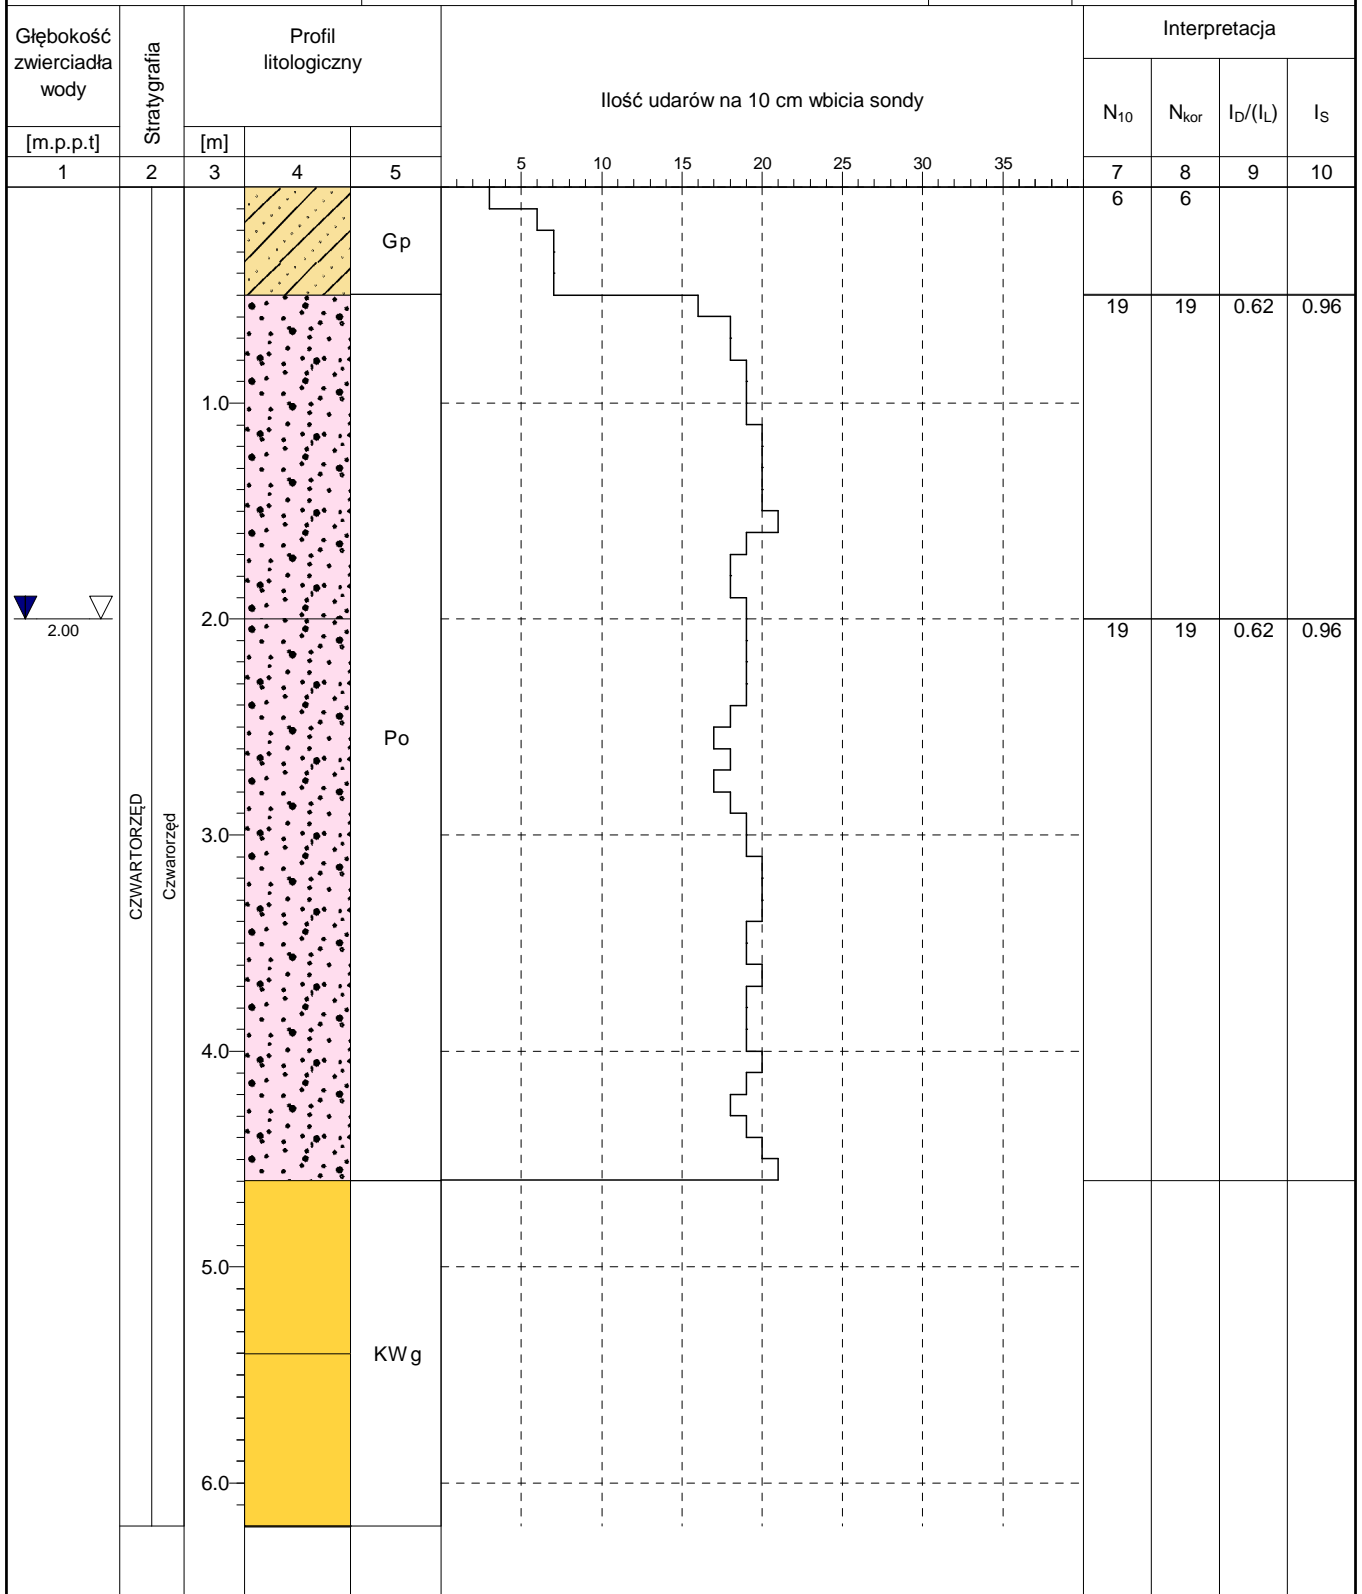 Głębokość
zwierciadła
wody
[m.p.p.t]
Stratygrafia
Profil
litologiczny
[m]
Ilość udarów na 10 cm wbicia sondy
Interpretacja
N10 Nkor ID/(IL) IS
5 10 15 20 25 30 35
1 2 3 4 5 7 8 9 10
6 6
Gp
19 19 0.62 0.96
1.0
2.0
2.00
19 19 0.62 0.96
Po
CZWARTORZĘD
Czwarorzęd
3.0
4.0
5.0
KWg
6.0